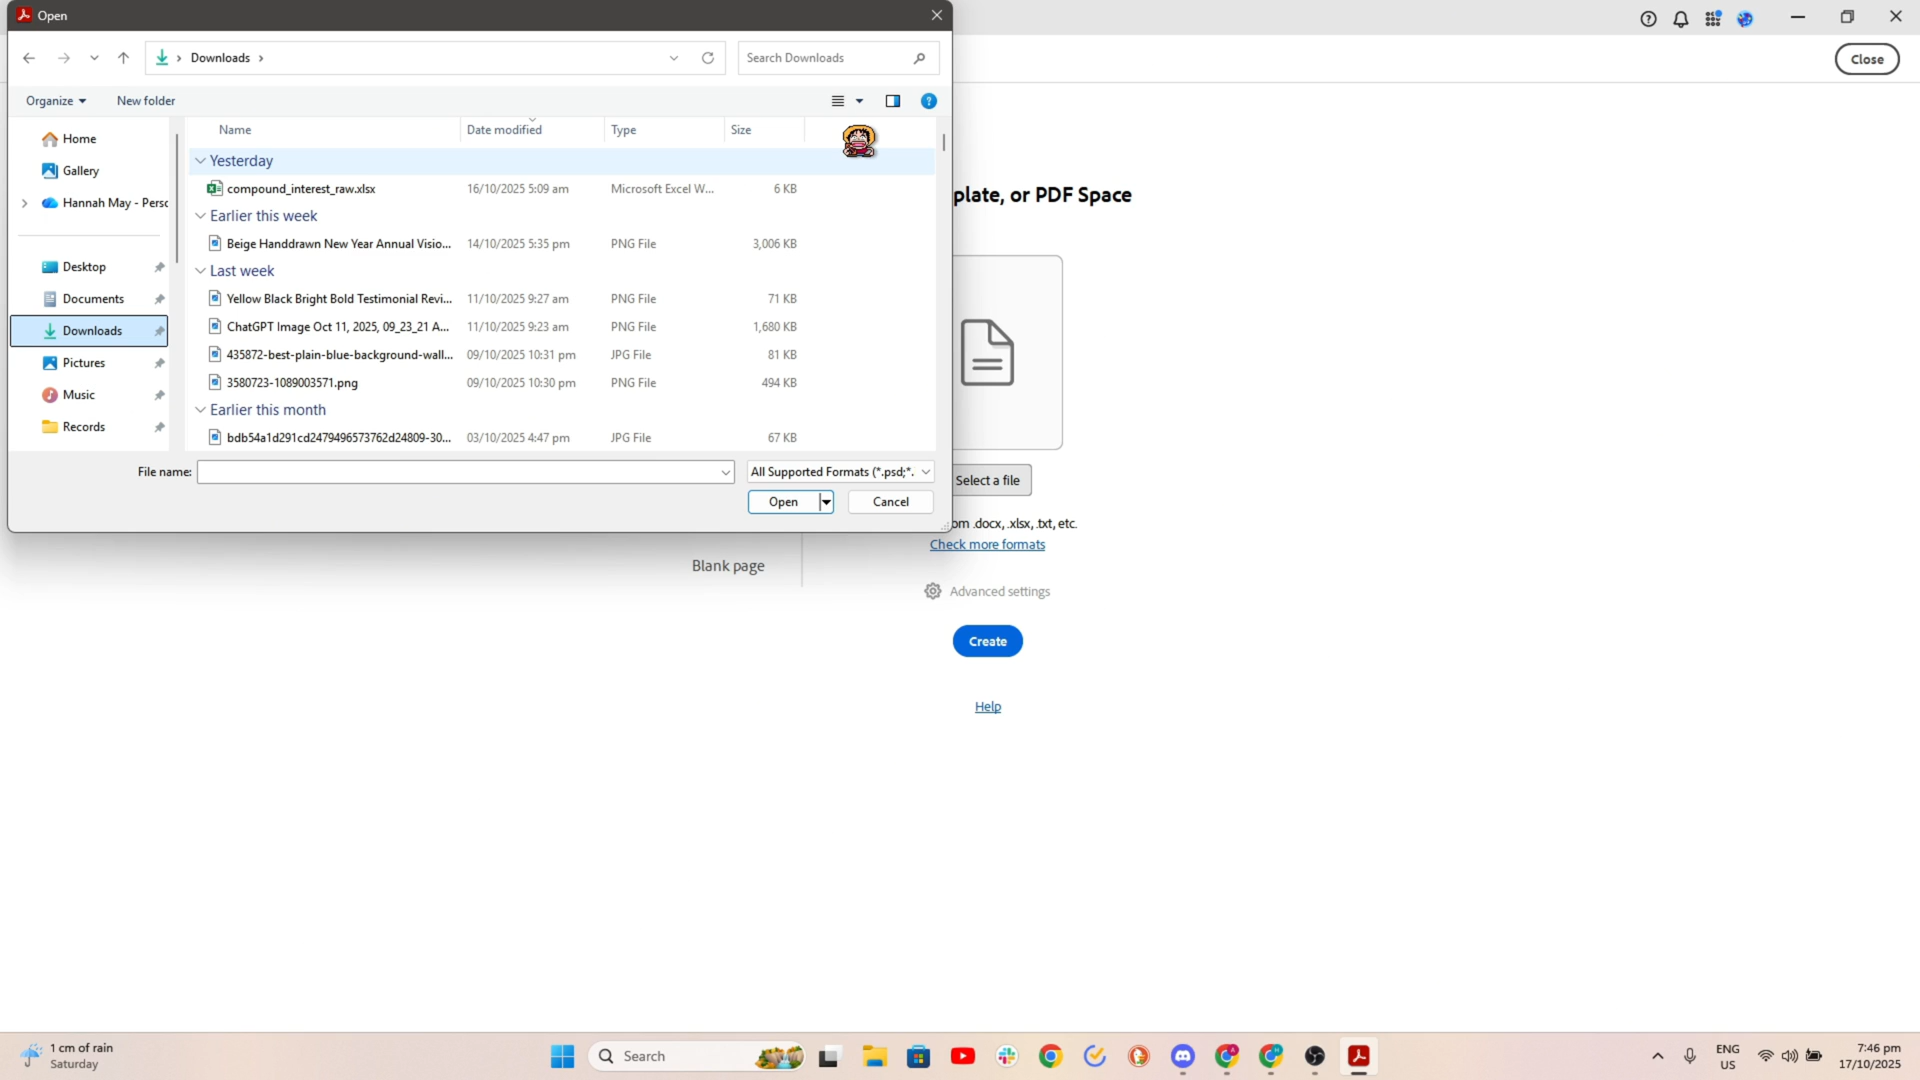 Open
Close
Downloads
Search Downloads
Organize
New folder
Name
Date modified
Type
Size
Home
Gallery
Hannah May - Persc
Desktop
Documents
Downloads
Pictures
Music
Records
Yesterday
compound_interest_raw.xlsx 16/10/2025 5:09 am Microsoft Excel W... 6 KB
Earlier this week
Beige Handdrawn New Year Annual Visio... 14/10/2025 5:35 pm PNG File 3,006 KB
Last week
Yellow Black Bright Bold Testimonial Revi... 11/10/2025 9:27 am PNG File 71 KB
ChatGPT Image Oct 11, 2025, 09_23_21 A... 11/10/2025 9:23 am PNG File 1,680 KB
435872-best-plain-blue-background-wall... 09/10/2025 10:31 pm JPG File 81 KB
3580723-1089003571.png 09/10/2025 10:30 pm PNG File 494 KB
Earlier this month
bdb54a1d291cd2479496573762d24809-30... 03/10/2025 4:47 pm JPG File 67 KB
File name:
All Supported Formats (*.psd;*.
Open
Cancel
plate, or PDF Space
Select a file
om .docx, .xlsx, .txt, etc.
Check more formats
Blank page
Advanced settings
Create
Help
1 cm of rain
Saturday
Search
ENG
US
7:46 pm
17/10/2025